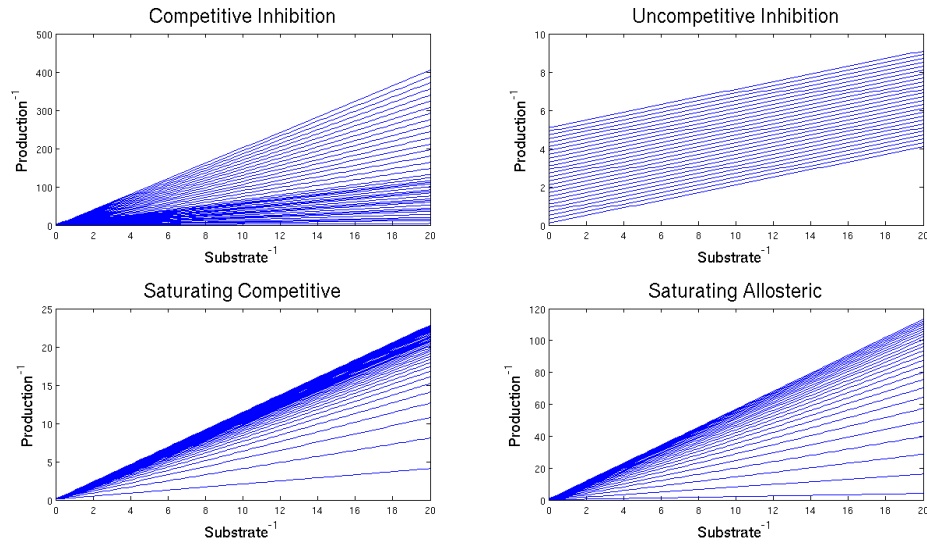 Competitive Inhibition
500
400
300
200
100
0
0 2 4 6 8 10 12 14 16 18 20
Production^-1
Substrate^-1
Uncompetitive Inhibition
10
8
6
4
2
0
0 2 4 6 8 10 12 14 16 18 20
Production^-1
Substrate^-1
Saturating Competitive
25
20
15
10
5
0
0 2 4 6 8 10 12 14 16 18 20
Production^-1
Substrate^-1
Saturating Allosteric
120
100
80
60
40
20
0
0 2 4 6 8 10 12 14 16 18 20
Production^-1
Substrate^-1